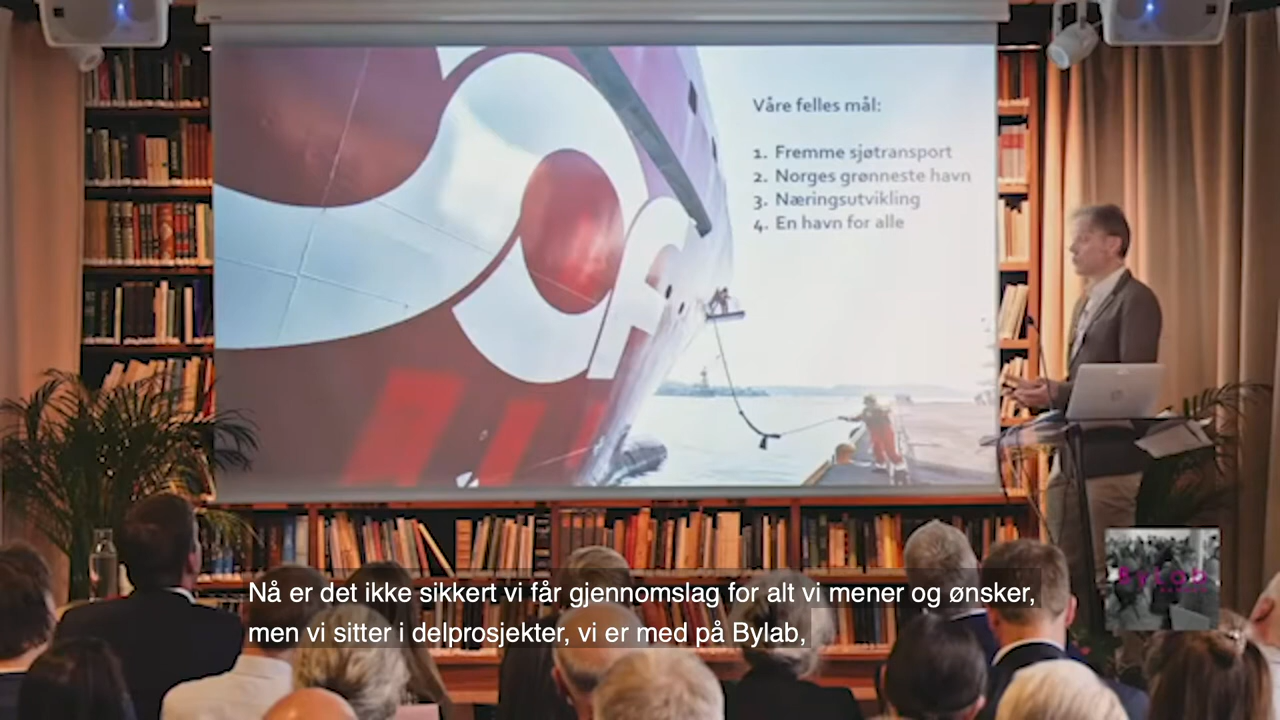 Våre felles mål:
1. Fremme sjøtransport
2. Norges grønneste havn
3. Næringsutvikling
4. En havn for alle
ByLab
Nå er det ikke sikkert vi får gjennomslag for alt vi mener og ønsker,
men vi sitter i delprosjekter, vi er med på Bylab,